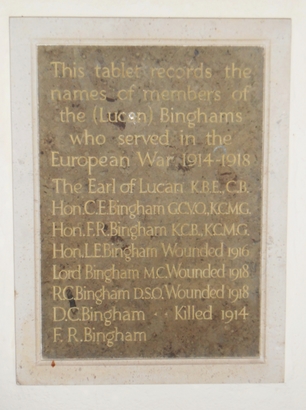 This tablet records the
names of members of
the (Lucan) Binghams
who served in the
European War 1914-1918
The Earl of Lucan K.B.E., C.B.
Hon. C.E.Bingham G.C.V.O., K.C.M.G.
Hon. F.R.Bingham K.C.B., K.C.M.G.
Hon. L.E.Bingham Wounded 1916
Lord Bingham M.C. Wounded 1918
R.C.Bingham D.S.O. Wounded 1918
D.C.Bingham - - Killed 1914
F. R. Bingham